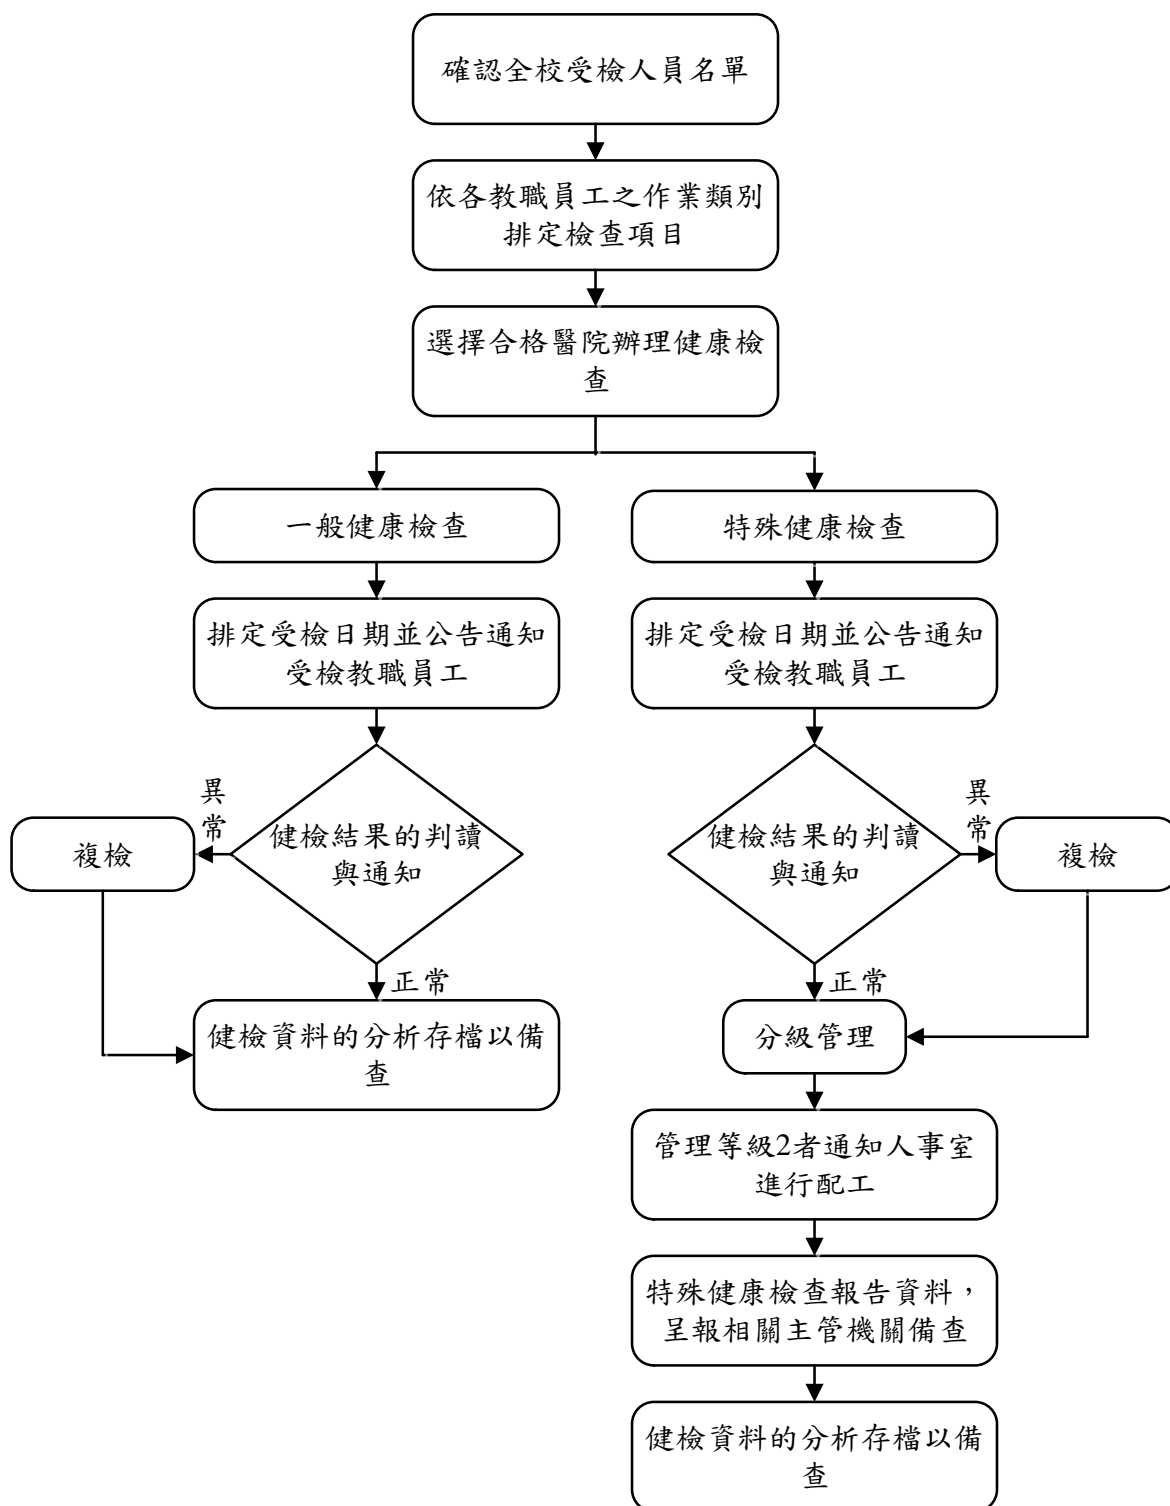 確認全校受檢人員名單
依各教職員工之作業類別
排定檢查項目
選擇合格醫院辦理健康檢
查
一般健康檢查
特殊健康檢查
排定受檢日期並公告通知
受檢教職員工
排定受檢日期並公告通知
受檢教職員工
異
常
複檢
健檢結果的判讀
與通知
健檢結果的判讀
與通知
異
常
複檢
正常
正常
健檢資料的分析存檔以備
查
分級管理
管理等級2者通知人事室
進行配工
特殊健康檢查報告資料，
呈報相關主管機關備查
健檢資料的分析存檔以備
查